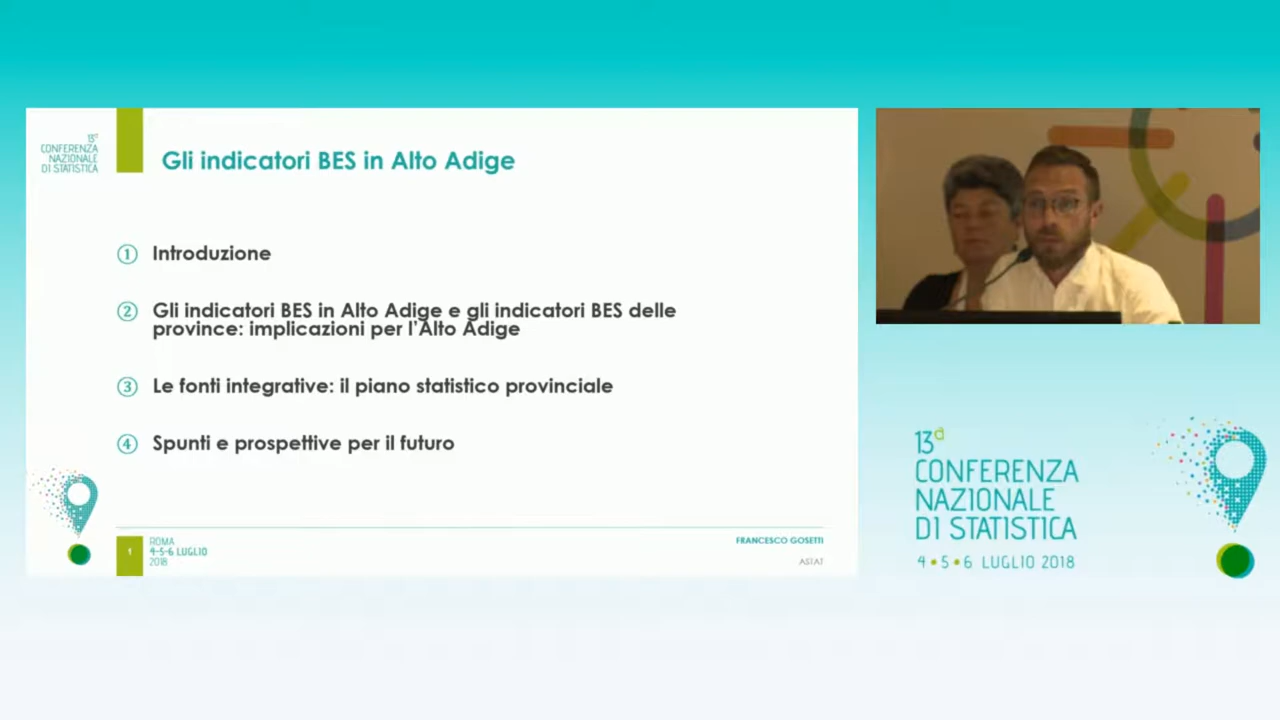 13ª
CONFERENZA
NAZIONALE
DI STATISTICA
Gli indicatori BES in Alto Adige
1 Introduzione
2 Gli indicatori BES in Alto Adige e gli indicatori BES delle
province: implicazioni per l'Alto Adige
3 Le fonti integrative: il piano statistico provinciale
4 Spunti e prospettive per il futuro
1
ROMA
4-5-6 LUGLIO
2018
FRANCESCO GOSETTI
ASTAT
13ª
CONFERENZA
NAZIONALE
DI STATISTICA
4•5•6 LUGLIO 2018